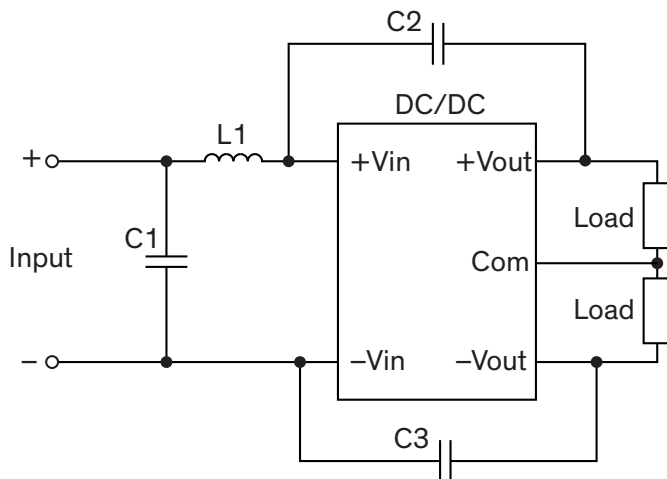 C2
DC/DC
L1
+
+Vin
+Vout
Load
C1
Input
Com
Load
–
–Vin
–Vout
C3